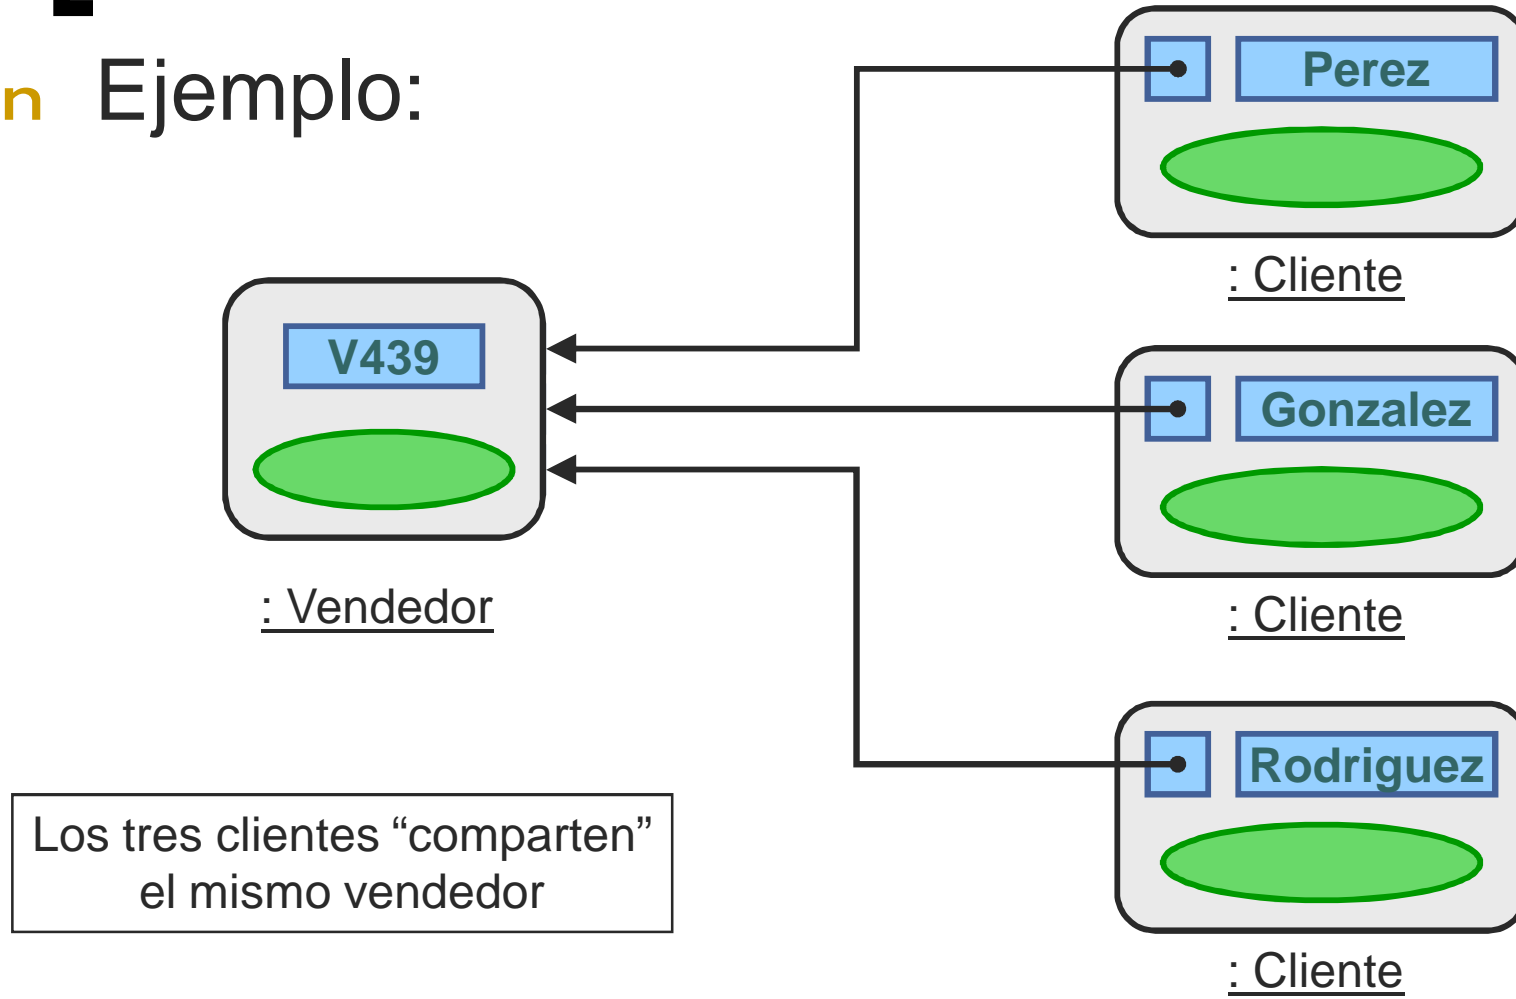 n Ejemplo:
Perez
: Cliente
V439
Gonzalez
: Vendedor
: Cliente
Rodriguez
Los tres clientes “comparten”
el mismo vendedor
: Cliente